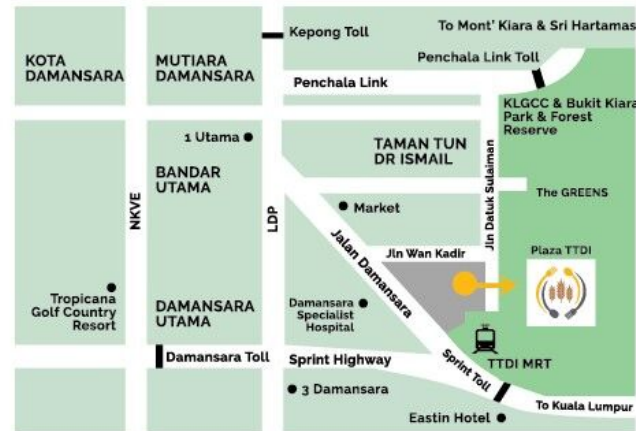 To Mont' Kiara & Sri Hartamas
Kepong Toll
KOTA
DAMANSARA
MUTIARA
DAMANSARA
Penchala Link Toll
Penchala Link
KLGCC & Bukit Kiara
Park & Forest
Reserve
1 Utama
TAMAN TUN
DR ISMAIL
BANDAR
UTAMA
Jln Datuk Sulaiman
The GREENS
NKVE
LDP
Market
Jalan Damansara
Jln Wan Kadir
Plaza TTDI
Tropicana
Golf Country
Resort
DAMANSARA
UTAMA
Damansara
Specialist
Hospital
Damansara Toll
Sprint Highway
Sprint Toll
TTDI MRT
3 Damansara
Eastin Hotel
To Kuala Lumpur